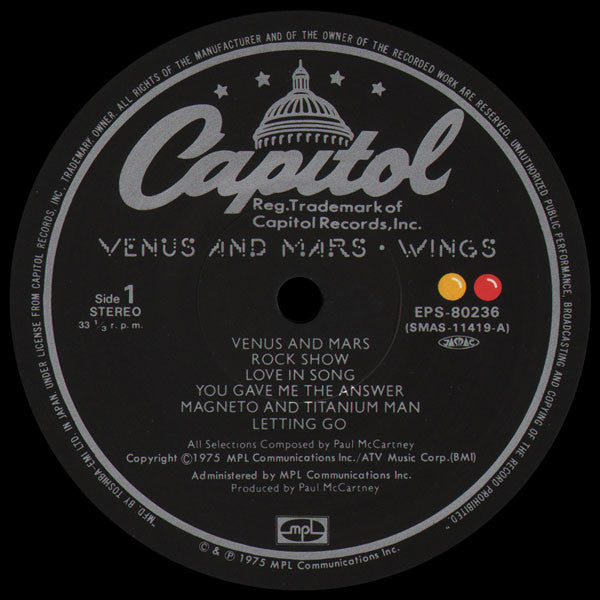 "MFD BY TOSHIBA-EMI LTD IN JAPAN UNDER LICENSE FROM CAPITOL RECORDS, INC. TRADEMARK OWNER. ALL RIGHTS OF THE MANUFACTURER AND OF THE OWNER OF THE RECORDED WORK ARE RESERVED. UNAUTHORIZED PUBLIC PERFORMANCE, BROADCASTING AND COPYING OF THE RECORD PROHIBITED."
Capitol
Reg.Trademark of
Capitol Records,Inc.
VENUS AND MARS • WINGS
Side 1
STEREO
33 1/3 r.p.m.
EPS-80236
(SMAS-11419-A)
JASRAC
VENUS AND MARS
ROCK SHOW
LOVE IN SONG
YOU GAVE ME THE ANSWER
MAGNETO AND TITANIUM MAN
LETTING GO
All Selections Composed by Paul McCartney
Copyright ©1975 MPL Communications Inc./ATV Music Corp.(BMI)
Administered by MPL Communications Inc.
Produced by Paul McCartney
mpl
© & ℗ 1975 MPL Communications Inc.